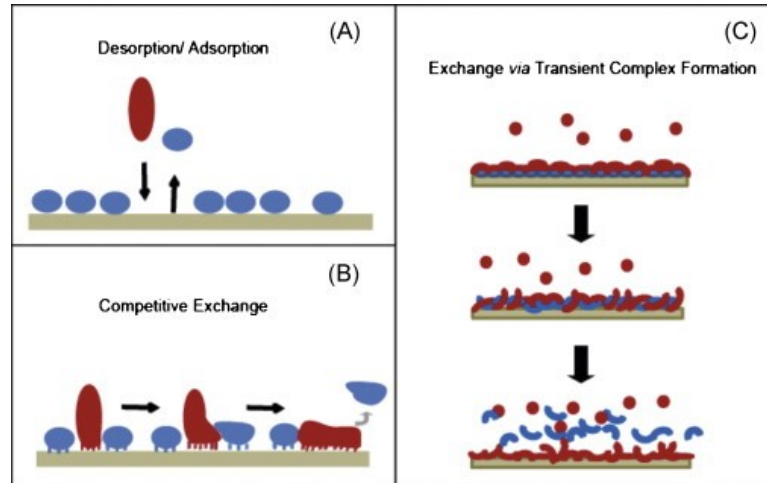 (A)
Desorption/ Adsorption
(B)
Competitive Exchange
(C)
Exchange via Transient Complex Formation